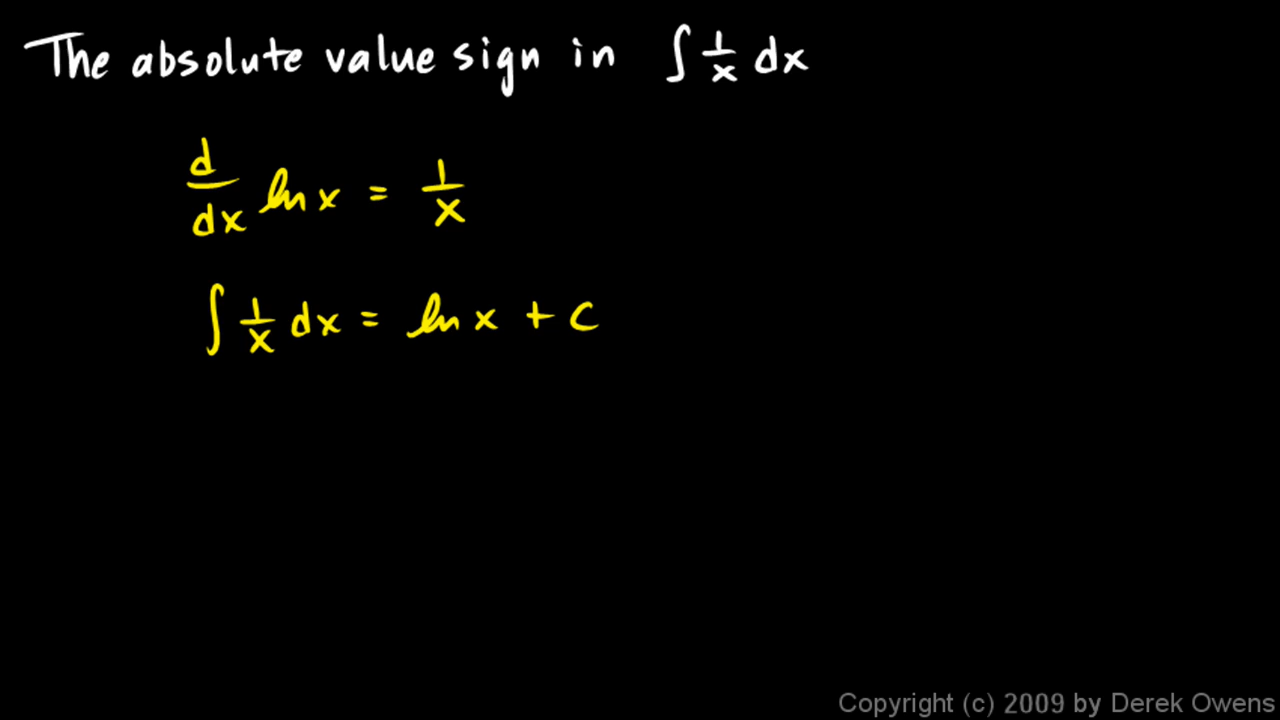 The absolute value sign in ∫ 1/x dx
d/dx ln x = 1/x
∫ 1/x dx = ln x + C
Copyright (c) 2009 by Derek Owens